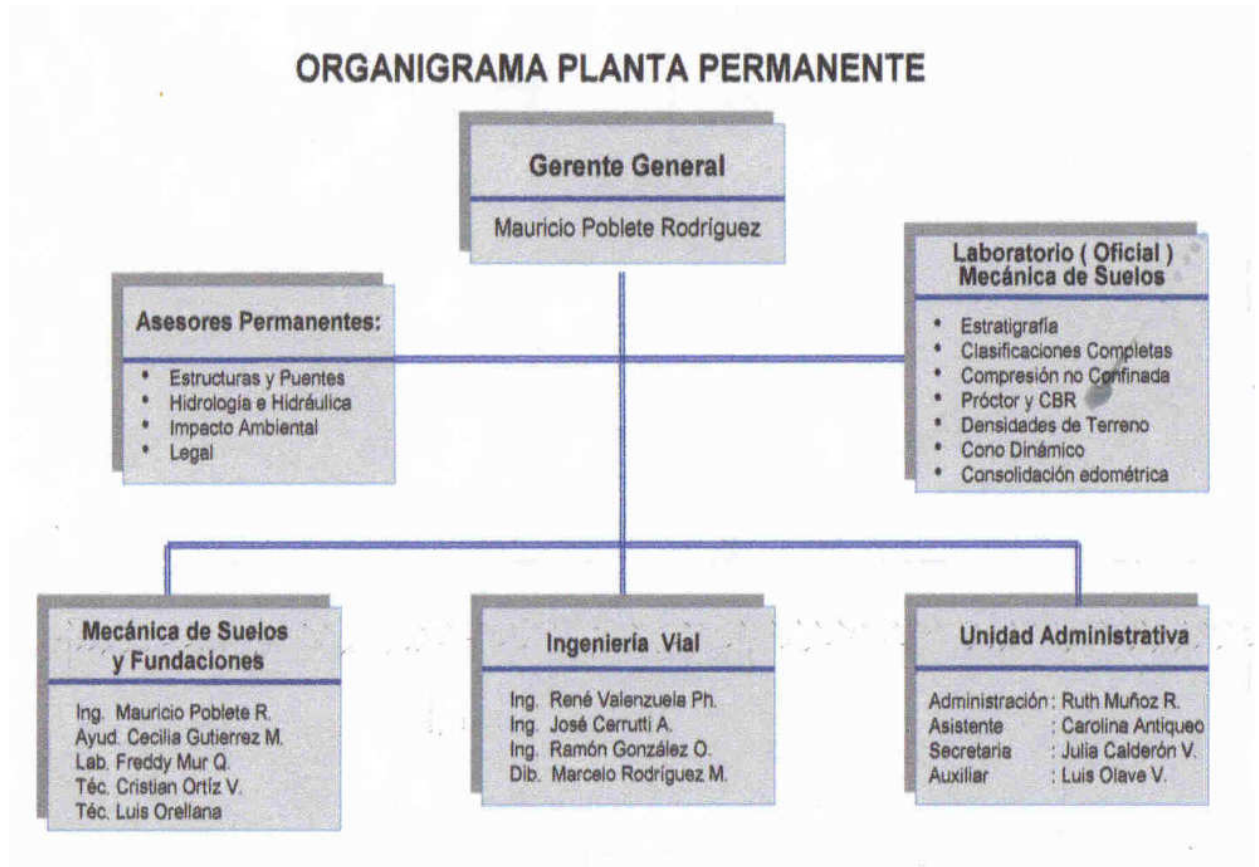 ORGANIGRAMA PLANTA PERMANENTE
Gerente General
Mauricio Poblete Rodríguez
Asesores Permanentes:
• Estructuras y Puentes
• Hidrología e Hidráulica
• Impacto Ambiental
• Legal
Laboratorio ( Oficial )
Mecánica de Suelos
• Estratigrafía
• Clasificaciones Completas
• Compresión no Confinada
• Próctor y CBR
• Densidades de Terreno
• Cono Dinámico
• Consolidación edométrica
Mecánica de Suelos
y Fundaciones
Ing. Mauricio Poblete R.
Ayud. Cecilia Gutierrez M.
Lab. Freddy Mur Q.
Téc. Cristian Ortíz V.
Téc. Luis Orellana
Ingeniería Vial
Ing. René Valenzuela Ph.
Ing. José Cerrutti A.
Ing. Ramón González O.
Dib. Marcelo Rodríguez M.
Unidad Administrativa
Administración : Ruth Muñoz R.
Asistente : Carolina Antiqueo
Secretaria : Julia Calderón V.
Auxiliar : Luis Olave V.